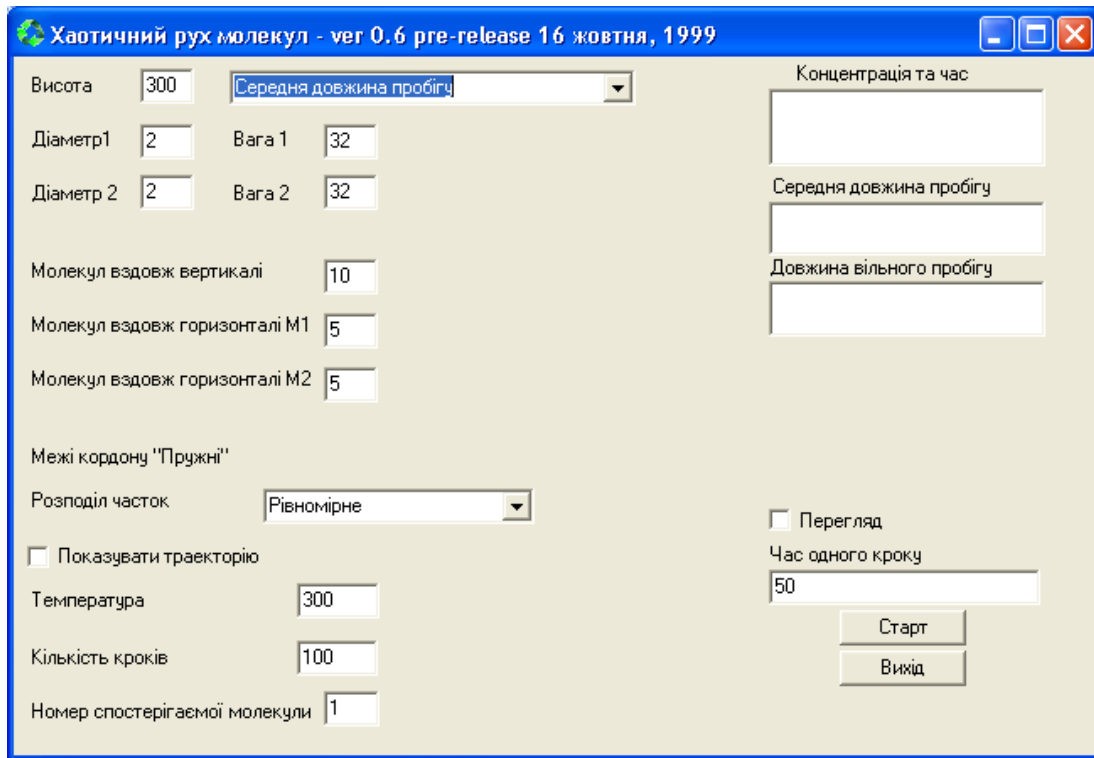 Хаотичний рух молекул - ver 0.6 pre-release 16 жовтня, 1999
Висота 300 Середня довжина пробігу
Діаметр1 2 Вага 1 32
Діаметр 2 2 Вага 2 32
Молекул вздовж вертикалі 10
Молекул вздовж горизонталі М1 5
Молекул вздовж горизонталі М2 5
Межі кордону "Пружні"
Розподіл часток Рівномірне
Показувати траекторію
Температура 300
Кількість кроків 100
Номер спостерігаємої молекули 1
Концентрація та час
Середня довжина пробігу
Довжина вільного пробігу
Перегляд
Час одного кроку
50
Старт
Вихід